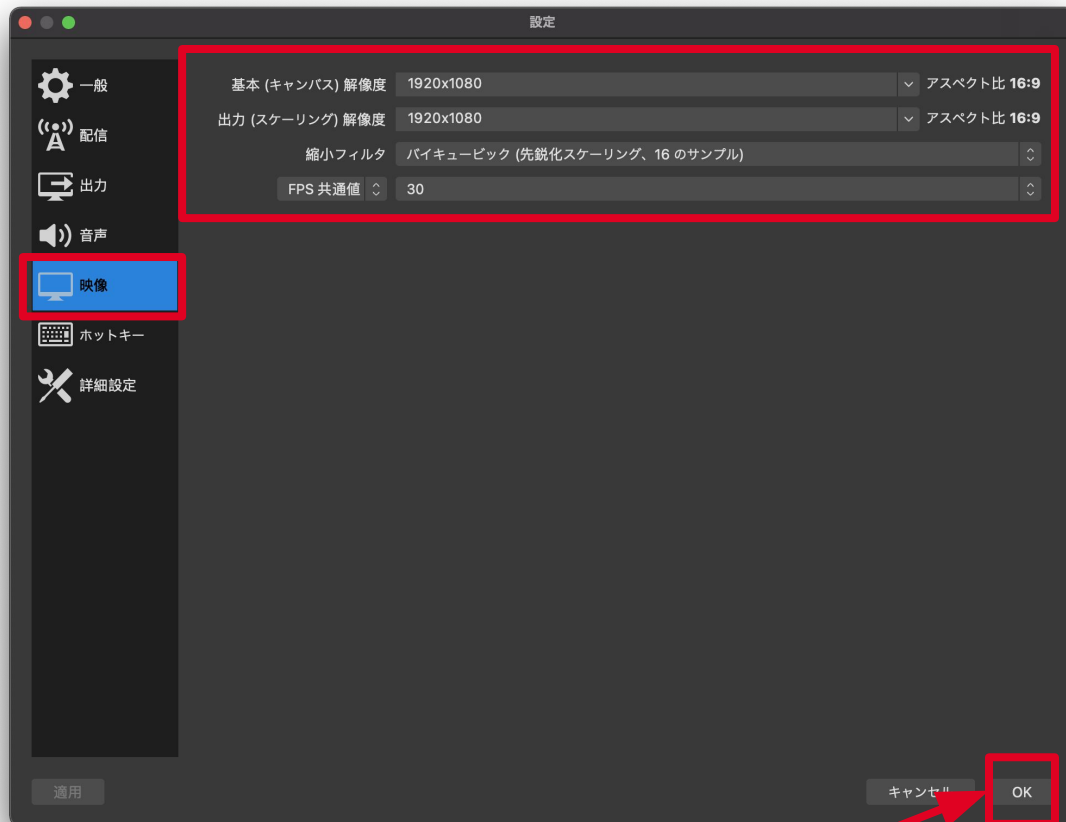 設定
一般
配信
出力
音声
映像
ホットキー
詳細設定
基本 (キャンバス) 解像度 1920x1080 アスペクト比 16:9
出力 (スケーリング) 解像度 1920x1080 アスペクト比 16:9
縮小フィルタ バイキュービック (先鋭化スケーリング、16 のサンプル)
FPS 共通値 30
適用
キャンセル
OK